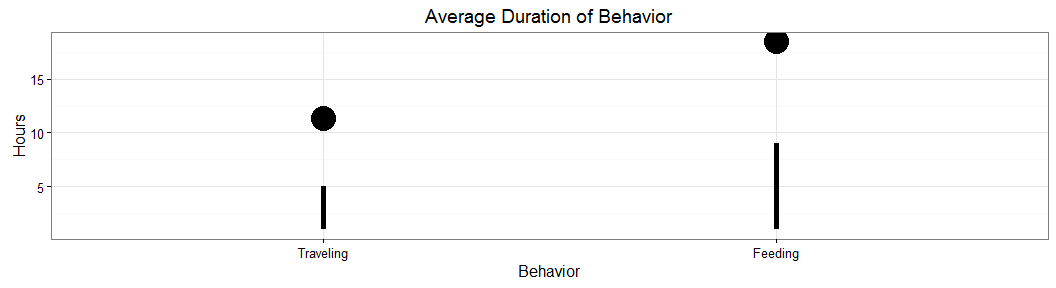 Average Duration of Behavior
Hours
15
10
5
Traveling
Feeding
Behavior